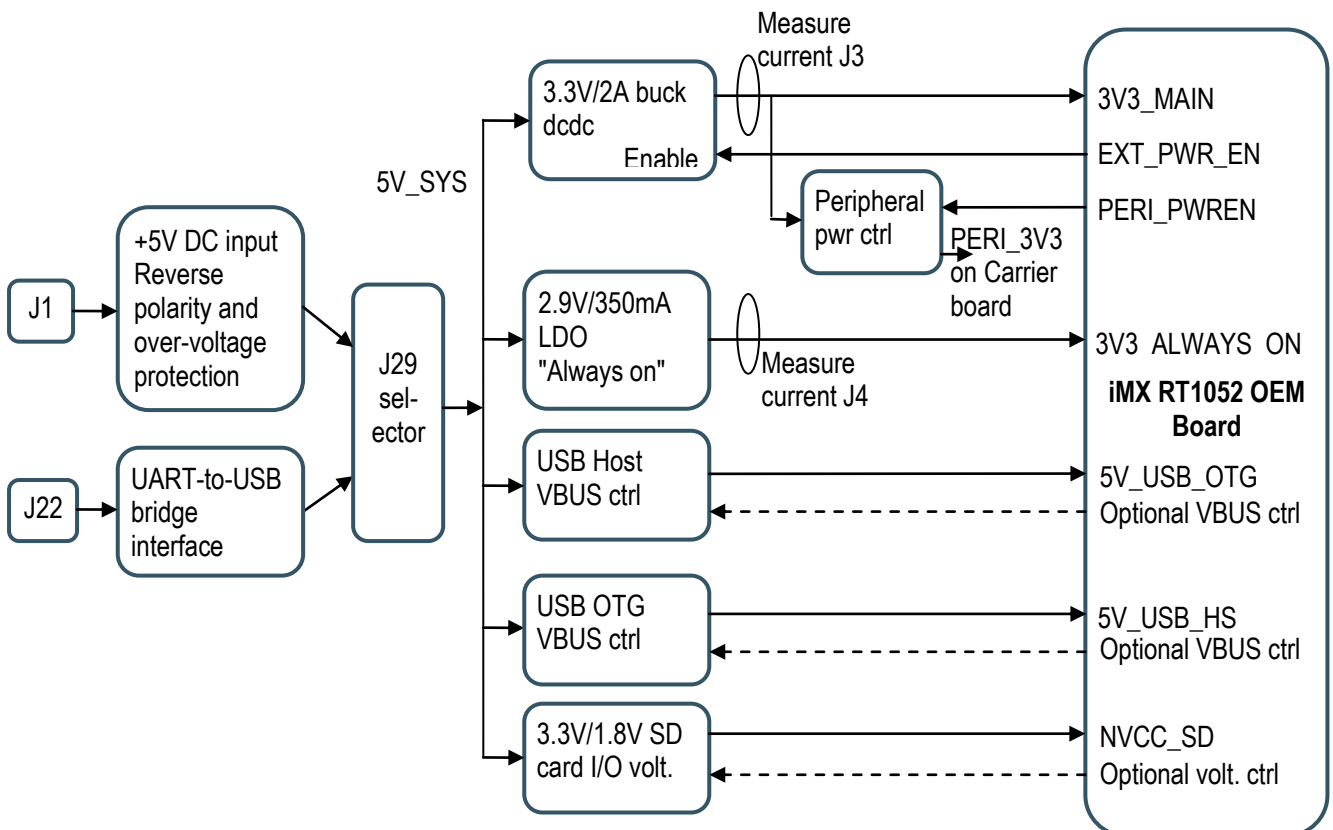 Measure
current J3
3.3V/2A buck
dcdc
Enable
3V3_MAIN
EXT_PWR_EN
PERI_PWREN
5V_SYS
Peripheral
pwr ctrl
PERI_3V3
on Carrier
board
J1
+5V DC input
Reverse
polarity and
over-voltage
protection
J29
sel-
ector
2.9V/350mA
LDO
"Always on"
Measure
current J4
3V3 ALWAYS ON
iMX RT1052 OEM
Board
J22
UART-to-USB
bridge
interface
USB Host
VBUS ctrl
5V_USB_OTG
Optional VBUS ctrl
USB OTG
VBUS ctrl
5V_USB_HS
Optional VBUS ctrl
3.3V/1.8V SD
card I/O volt.
NVCC_SD
Optional volt. ctrl